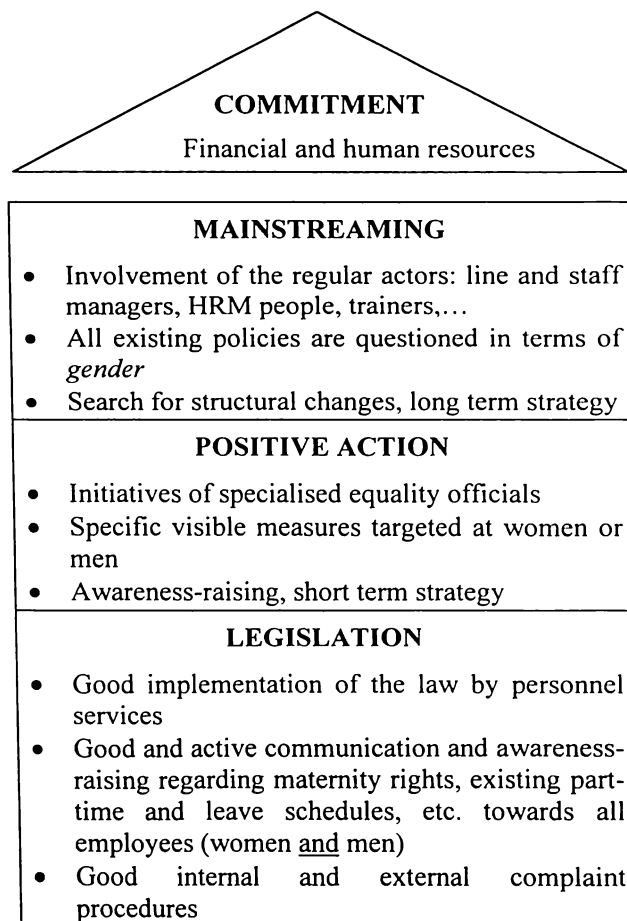 COMMITMENT
Financial and human resources
MAINSTREAMING
• Involvement of the regular actors: line and staff
managers, HRM people, trainers,...
• All existing policies are questioned in terms of
gender
• Search for structural changes, long term strategy
POSITIVE ACTION
• Initiatives of specialised equality officials
• Specific visible measures targeted at women or
men
• Awareness-raising, short term strategy
LEGISLATION
• Good implementation of the law by personnel
services
• Good and active communication and awareness-
raising regarding maternity rights, existing part-
time and leave schedules, etc. towards all
employees (women and men)
• Good internal and external complaint
procedures